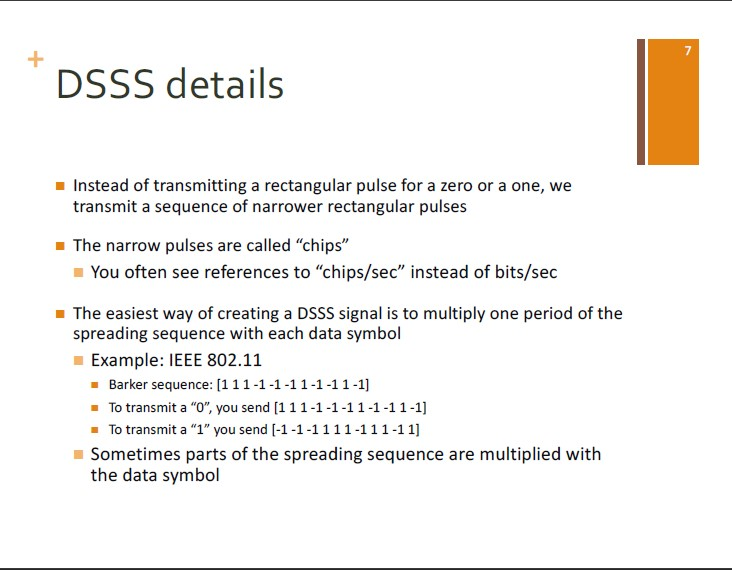 7
+
DSSS details
Instead of transmitting a rectangular pulse for a zero or a one, we
transmit a sequence of narrower rectangular pulses
The narrow pulses are called “chips”
You often see references to “chips/sec” instead of bits/sec
The easiest way of creating a DSSS signal is to multiply one period of the
spreading sequence with each data symbol
Example: IEEE 802.11
Barker sequence: [1 1 1 -1 -1 -1 1 -1 -1 1 -1]
To transmit a “0”, you send [1 1 1 -1 -1 -1 1 -1 -1 1 -1]
To transmit a “1” you send [-1 -1 -1 1 1 1 -1 1 1 -1 1]
Sometimes parts of the spreading sequence are multiplied with
the data symbol